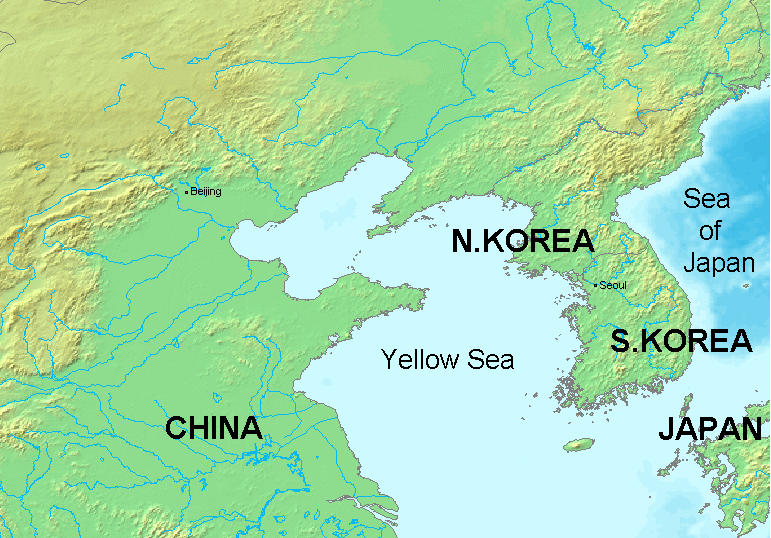 Beijing
Sea
of
Japan
N.KOREA
Seoul
S.KOREA
Yellow Sea
CHINA
JAPAN